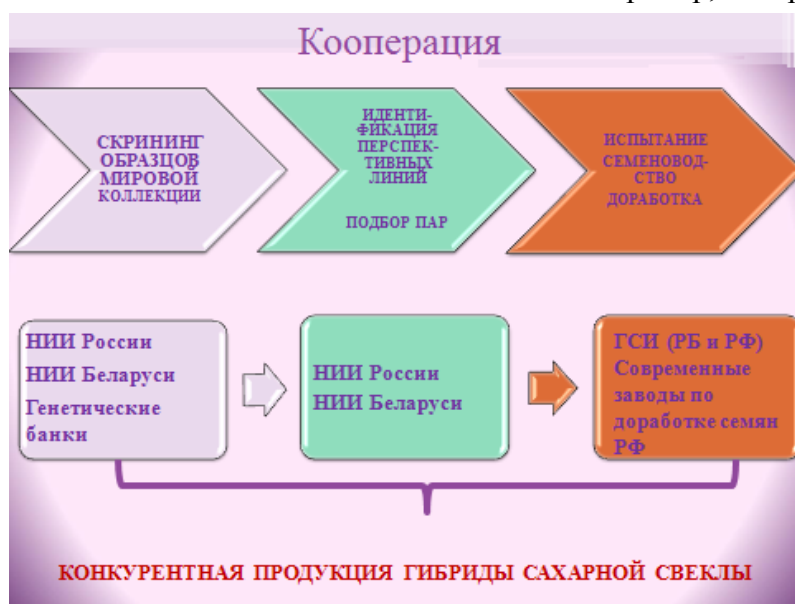 Кооперация
СКРИНИНГ
ОБРАЗЦОВ
МИРОВОЙ
КОЛЛЕКЦИИ
ИДЕНТИ-
ФИКАЦИЯ
ПЕРСПЕК-
ТИВНЫХ
ЛИНИЙ
ПОДБОР ПАР
ИСПЫТАНИЕ
СЕМЕНОВОД-
СТВО
ДОРАБОТКА
НИИ России
НИИ Беларуси
Генетические
банки
НИИ России
НИИ Беларуси
ГСИ (РБ и РФ)
Современные
заводы по
доработке семян
РФ
КОНКУРЕНТНАЯ ПРОДУКЦИЯ ГИБРИДЫ САХАРНОЙ СВЕКЛЫ